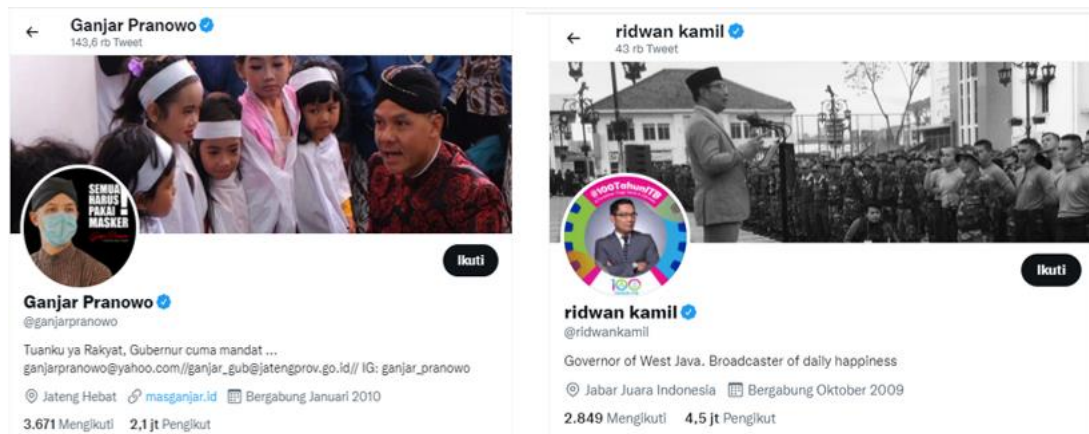 Ganjar Pranowo
143,6 rb Tweet
SEMUA
HARUS
PAKAI
MASKER
!
Ikuti
Ganjar Pranowo
@ganjarpranowo
Tuanku ya Rakyat, Gubernur cuma mandat ...
ganjarpranowo@yahoo.com//ganjar_gub@jatengprov.go.id// IG: ganjar_pranowo
Jateng Hebat masganjar.id Bergabung Januari 2010
3.671 Mengikuti 2,1 jt Pengikut
ridwan kamil
43 rb Tweet
#100TahunITB
100
Ikuti
ridwan kamil
@ridwankamil
Governor of West Java. Broadcaster of daily happiness
Jabar Juara Indonesia Bergabung Oktober 2009
2.849 Mengikuti 4,5 jt Pengikut